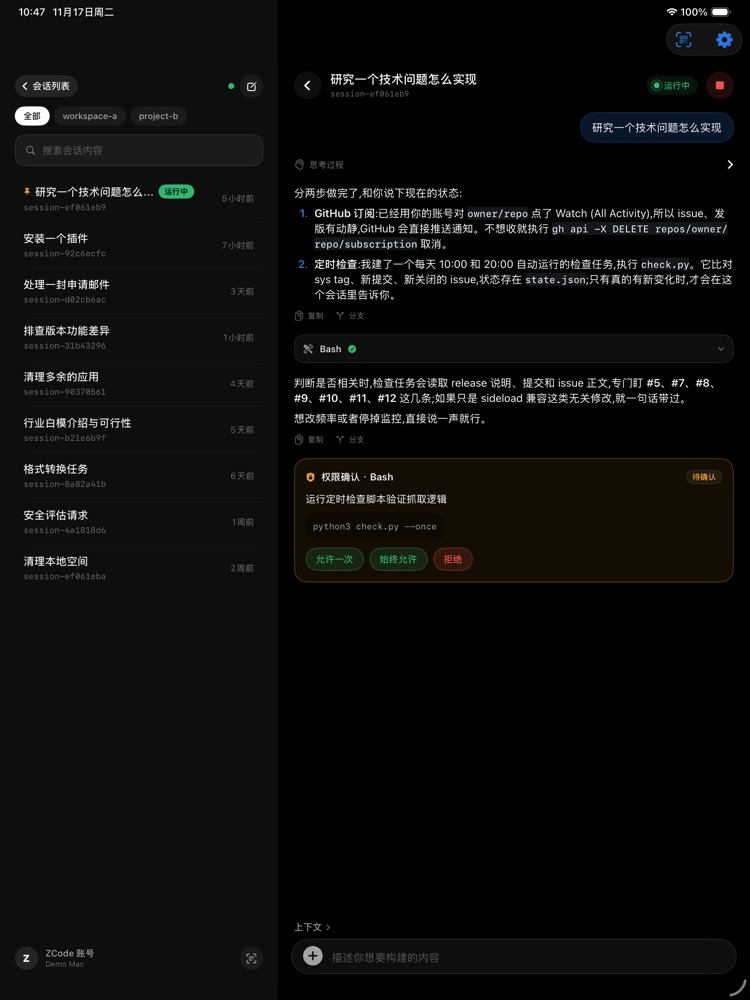 10:47 11月17日周二
100%
会话列表
全部 workspace-a project-b
搜索会话内容
研究一个技术问题怎么... 运行中
session-ef061eb9
5小时前
安装一个插件
session-92c6ecfc
7小时前
处理一封申请邮件
session-d02cb6ac
3天前
排查版本功能差异
session-31b43296
1小时前
清理多余的应用
session-90370561
4天前
行业白模介绍与可行性
session-b21e6b9f
5天前
格式转换任务
session-8a82a41b
6天前
安全评估请求
session-4a1818d6
1周前
清理本地空间
session-ef061eba
2周前
Z
ZCode 账号
Demo Mac
研究一个技术问题怎么实现
session-ef061eb9
运行中
研究一个技术问题怎么实现
思考过程
分两步做完了,和你说下现在的状态:
1. GitHub 订阅:已经用你的账号对 owner/repo 点了 Watch (All Activity),所以 issue、发
版有动静,GitHub 会直接推送通知。不想收就执行 gh api -X DELETE repos/owner/
repo/subscription 取消。
2. 定时检查:我建了一个每天 10:00 和 20:00 自动运行的检查任务,执行 check.py。它比对
sys tag、新提交、新关闭的 issue,状态存在 state.json;只有真的有新变化时,才会在这
个会话里告诉你。
复制 分支
Bash
判断是否相关时,检查任务会读取 release 说明、提交和 issue 正文,专门盯 #5、#7、#8、
#9、#10、#11、#12 这几条;如果只是 sideload 兼容这类无关修改,就一句话带过。
想改频率或者停掉监控,直接说一声就行。
复制 分支
权限确认 · Bash
待确认
运行定时检查脚本验证抓取逻辑
python3 check.py --once
允许一次 始终允许 拒绝
上下文
描述你想要构建的内容